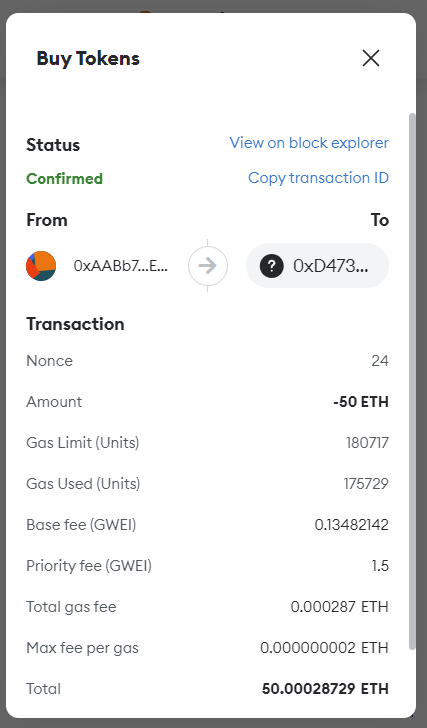 Buy Tokens
Status View on block explorer
Confirmed Copy transaction ID
From To
0xAABb7...E... ? 0xD473...
Transaction
Nonce 24
Amount -50 ETH
Gas Limit (Units) 180717
Gas Used (Units) 175729
Base fee (GWEI) 0.13482142
Priority fee (GWEI) 1.5
Total gas fee 0.000287 ETH
Max fee per gas 0.000000002 ETH
Total 50.00028729 ETH